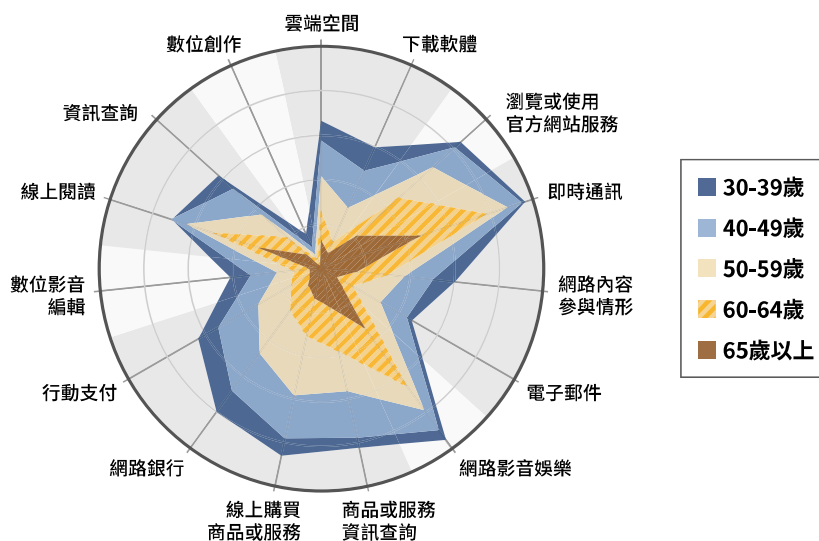 雲端空間
下載軟體
瀏覽或使用
官方網站服務
即時通訊
網路內容
參與情形
電子郵件
網路影音娛樂
商品或服務
資訊查詢
線上購買
商品或服務
網路銀行
行動支付
數位影音
編輯
線上閱讀
資訊查詢
數位創作
30-39歲
40-49歲
50-59歲
60-64歲
65歲以上